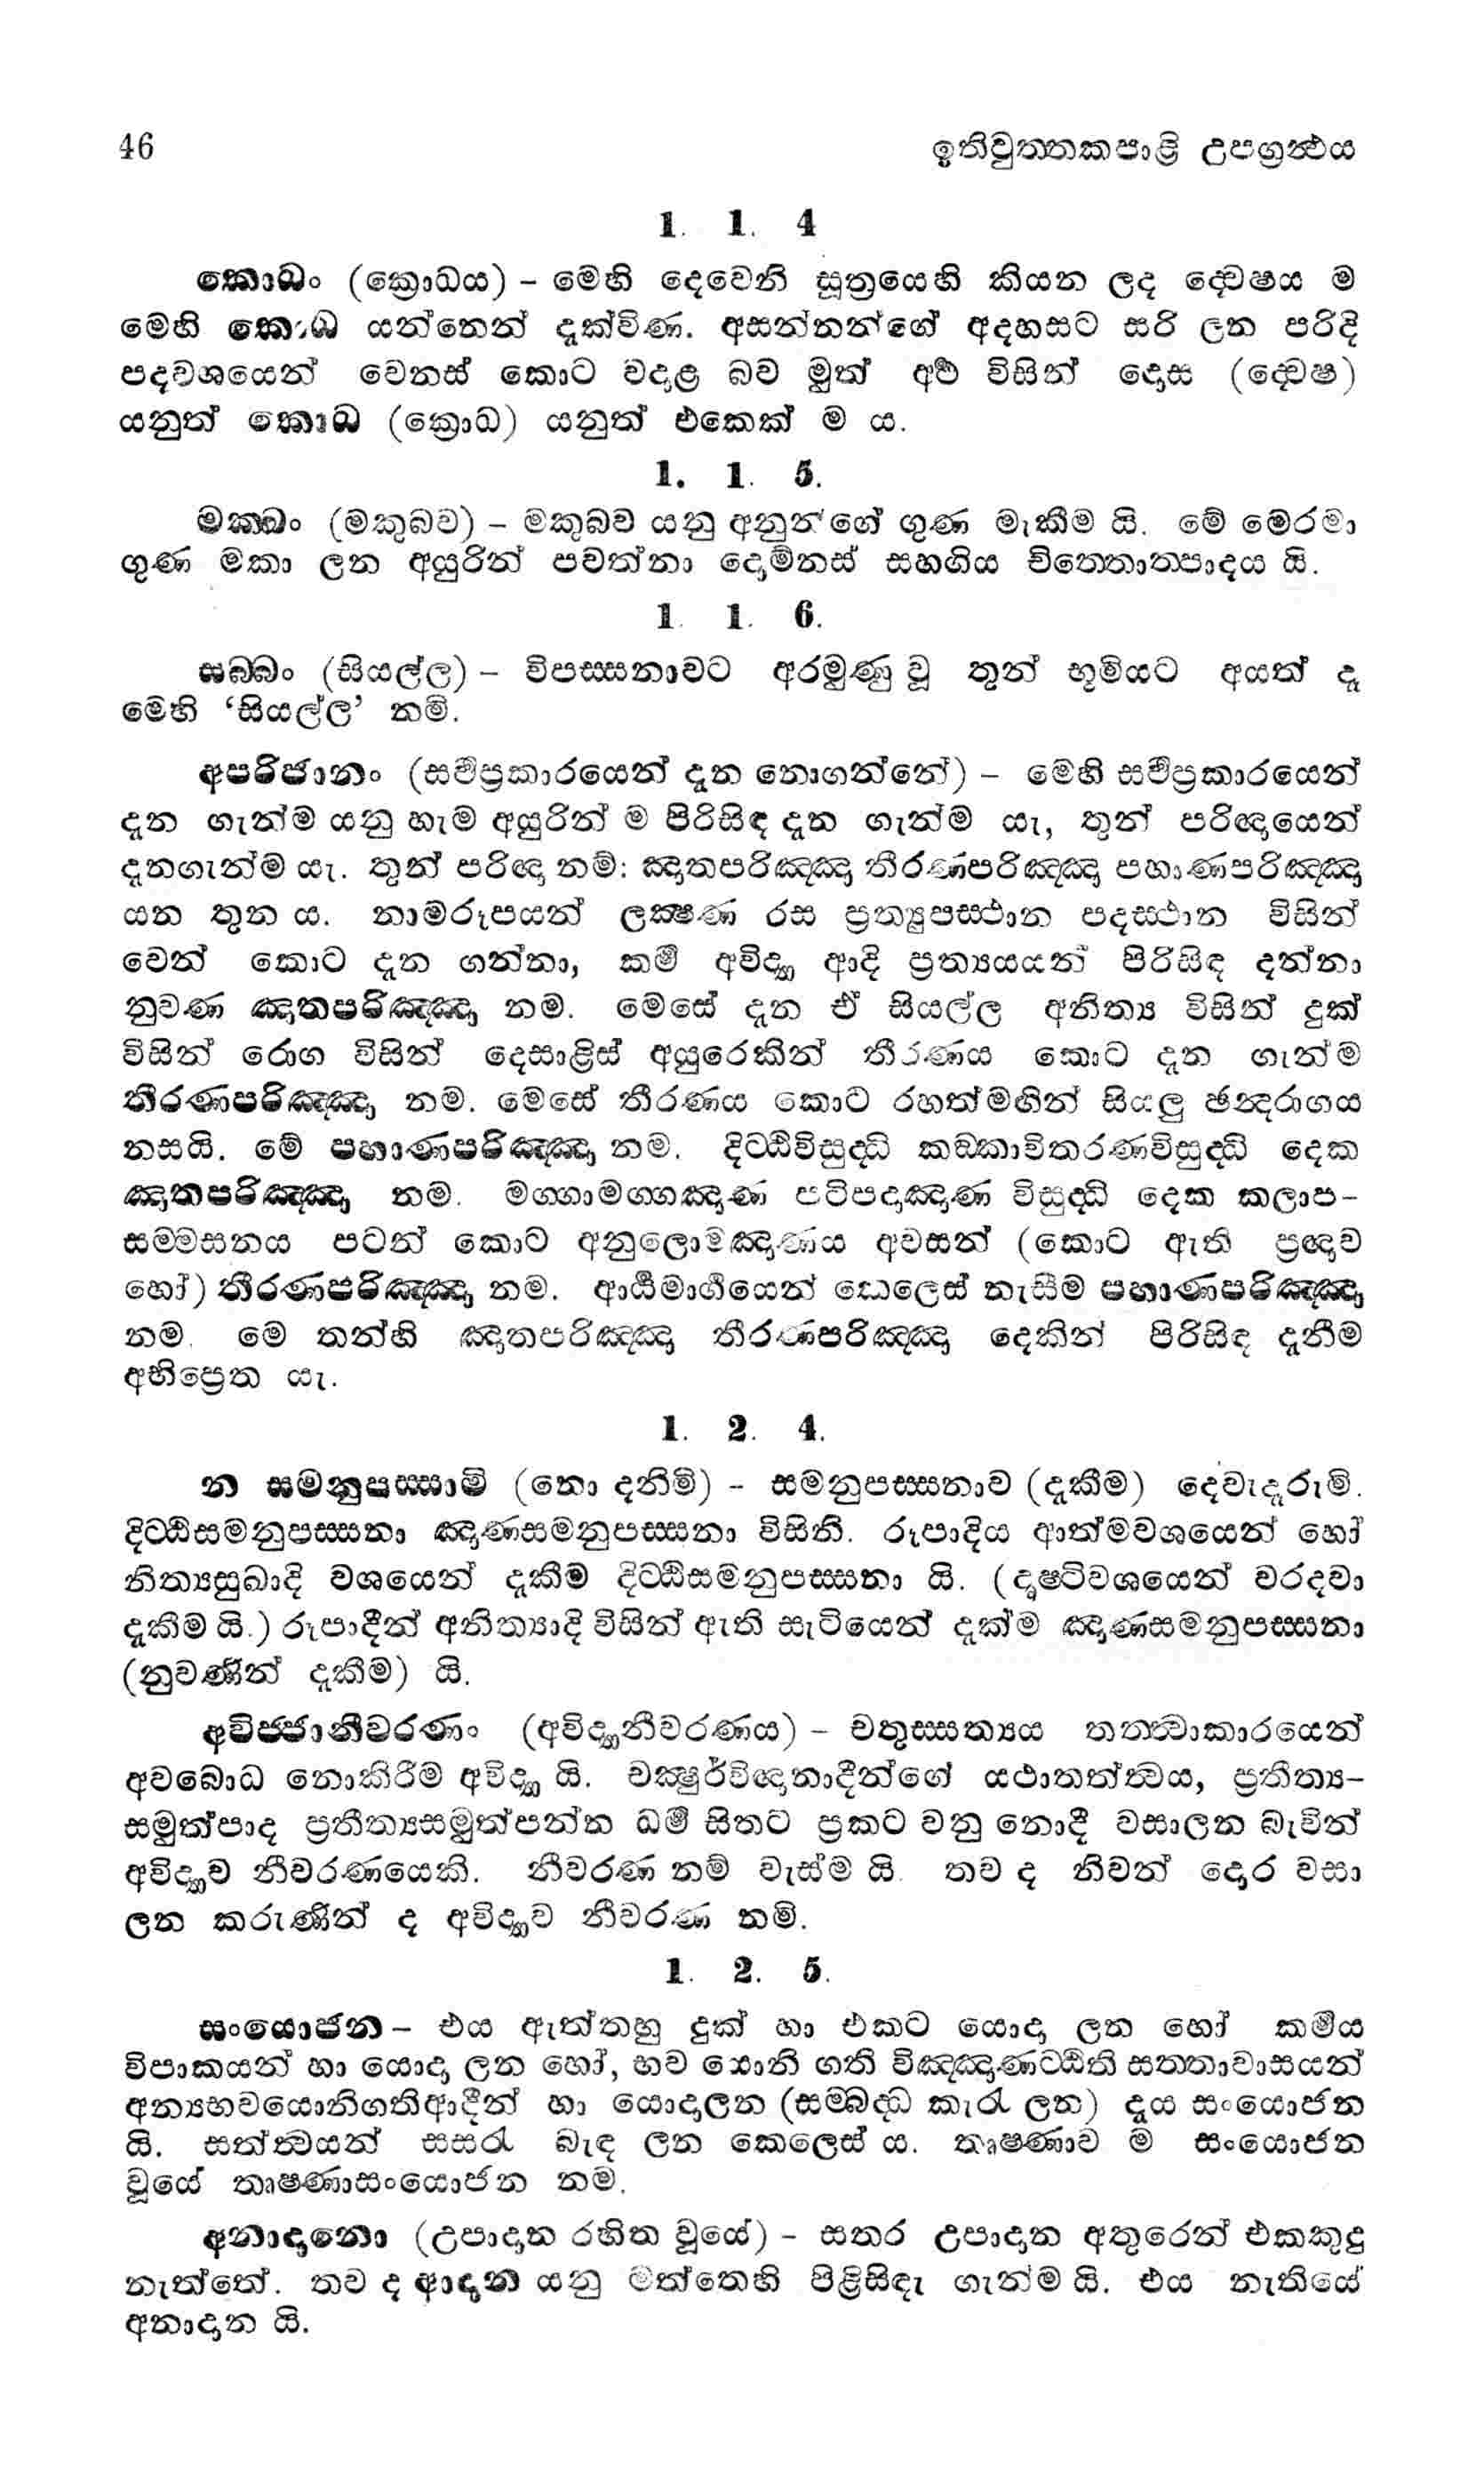 46 ඉතිවුත්තකපාළි උපග්‍රන්ථය
1. 1. 4
කොධං (ක්‍රොධය) – මෙහි දෙවෙනි සූත්‍රයෙහි කියන ලද ද්වේෂය ම
මෙහි කොධ යන්නෙන් දැක්විණ. අසන්නන්ගේ අදහසට සරි ලන පරිදි
පදවශයෙන් වෙනස් කොට වදාළ බව මුත් අර්ථ විසින් දොස (ද්වේෂ)
යනුත් කොධ (ක්‍රොධ) යනුත් එකෙක් ම ය.
1. 1. 5.
මක්ඛං (මකුබව) – මකුබව යනු අනුන්ගේ ගුණ මැකීම යි. මේ මෙරමා
ගුණ මකා ලන අයුරින් පවත්නා දොම්නස් සහගිය චිත්තොත්පාදය යි.
1. 1. 6.
සබ්බං (සියල්ල) – විපස්සනාවට අරමුණු වූ තුන් භූමියට අයත් දෑ
මෙහි ‘සියල්ල’ නමි.
අපරිජානං (සර්වප්‍රකාරයෙන් දැන නොගන්නේ) – මෙහි සර්වප්‍රකාරයෙන්
දැන ගැන්ම යනු හැම අයුරින් ම පිරිසිඳ දැන ගැන්ම යැ, තුන් පරිඥායෙන්
දැනගැන්ම යැ. තුන් පරිඥා නම්: ඤාතපරිඤ්ඤා තීරණපරිඤ්ඤා පහාණපරිඤ්ඤා
යන තුන ය. නාමරූපයන් ලක්ෂණ රස ප්‍රත්‍යුපස්ථාන පදස්ථාන විසින්
වෙන් කොට දැන ගන්නා, කර්ම අවිද්‍යා ආදි ප්‍රත්‍යයයන් පිරිසිඳ දන්නා
නුවණ ඤාතපරිඤ්ඤා නම. මෙසේ දැන ඒ සියල්ල අනිත්‍ය විසින් දුක්
විසින් රොග විසින් දෙසාළිස් අයුරෙකින් තීරණය කොට දැන ගැන්ම
තීරණපරිඤ්ඤා නම. මෙසේ තීරණය කොට රහත්මඟින් සියලු ඡන්දරාගය
නසයි. මේ පහාණපරිඤ්ඤා නම. දිට්ඨිවිසුද්ධි කඞ්ඛාවිතරණවිසුද්ධි දෙක
ඤාතපරිඤ්ඤා නම. මග්ගාමග්ගඤාණ පටිපදාඤාණ විසුද්ධි දෙක කලාප-
සම්මසනය පටන් කොට අනුලොමඤාණය අවසන් (කොට ඇති ප්‍රඥාව
හෝ) තීරණපරිඤ්ඤා නම. ආර්යමාර්ගයෙන් කෙලෙස් නැසීම පහාණපරිඤ්ඤා
නම. මෙ තන්හි ඤාතපරිඤ්ඤා තීරණපරිඤ්ඤා දෙකින් පිරිසිඳ දැනීම
අභිප්‍රෙත යැ.
1. 2. 4.
න සමනුපස්සාමි (නො දනිමි) – සමනුපස්සනාව (දැකීම) දෙවැදෑරුමි.
දිට්ඨිසමනුපස්සනා ඤාණසමනුපස්සනා විසිනි. රූපාදිය ආත්මවශයෙන් හෝ
නිත්‍යසුඛාදි වශයෙන් දැකීම දිට්ඨිසමනුපස්සනා යි. (දෘෂ්ටිවශයෙන් වරදවා
දැකීම යි.) රූපාදීන් අනිත්‍යාදි විසින් ඇති සැටියෙන් දැක්ම ඤාණසමනුපස්සනා
(නුවණින් දැකීම) යි.
අවිජ්ජානීවරණං (අවිද්‍යානීවරණය) – චතුස්සත්‍යය තත්ත්වාකාරයෙන්
අවබොධ නොකිරීම අවිද්‍යා යි. චක්ෂුර්විඥානාදීන්ගේ යථාතත්ත්වය, ප්‍රතීත්‍ය-
සමුත්පාද ප්‍රතීත්‍යසමුත්පන්න ධර්ම සිතට ප්‍රකට වනු නොදී වසාලන බැවින්
අවිද්‍යාව නීවරණයෙකි. නීවරණ නම් වැස්ම යි. තව ද නිවන් දොර වසා
ලන කරුණින් ද අවිද්‍යාව නීවරණ නමි.
1. 2. 5.
සංයොජන – එය ඇත්තහු දුක් හා එකට යොදා ලන හෝ කර්මය
විපාකයන් හා යොදා ලන හෝ, භව යොනි ගති විඤ්ඤාණට්ඨිති සත්තාවාසයන්
අන්‍යභවයොනිගතිආදීන් හා යොදාලන (සම්බද්ධ කැරැ ලන) දෑය සංයොජන
යි. සත්ත්වයන් සසරැ බැඳ ලන කෙලෙස් ය. තෘෂ්ණාව ම සංයොජන
වූයේ තෘෂ්ණාසංයොජන නම.
අනාදානො (උපාදාන රහිත වූයේ) – සතර උපාදාන අතුරෙන් එකකුදු
නැත්තේ. තව ද ආදාන යනු මත්තෙහි පිළිසිඳැ ගැන්ම යි. එය නැතියේ
අනාදාන යි.